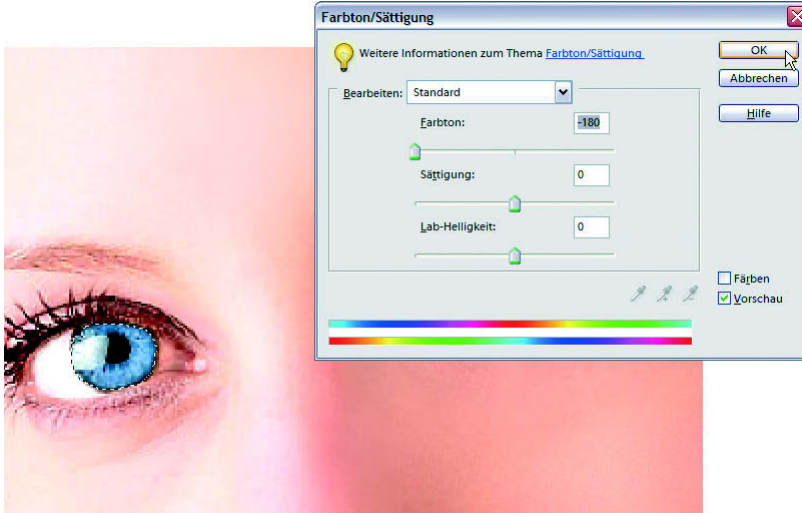 Farbton/Sättigung
Weitere Informationen zum Thema Farbton/Sättigung
OK
Abbrechen
Hilfe
Bearbeiten: Standard
Farbton: -180
Sättigung: 0
Lab-Helligkeit: 0
Färben
Vorschau